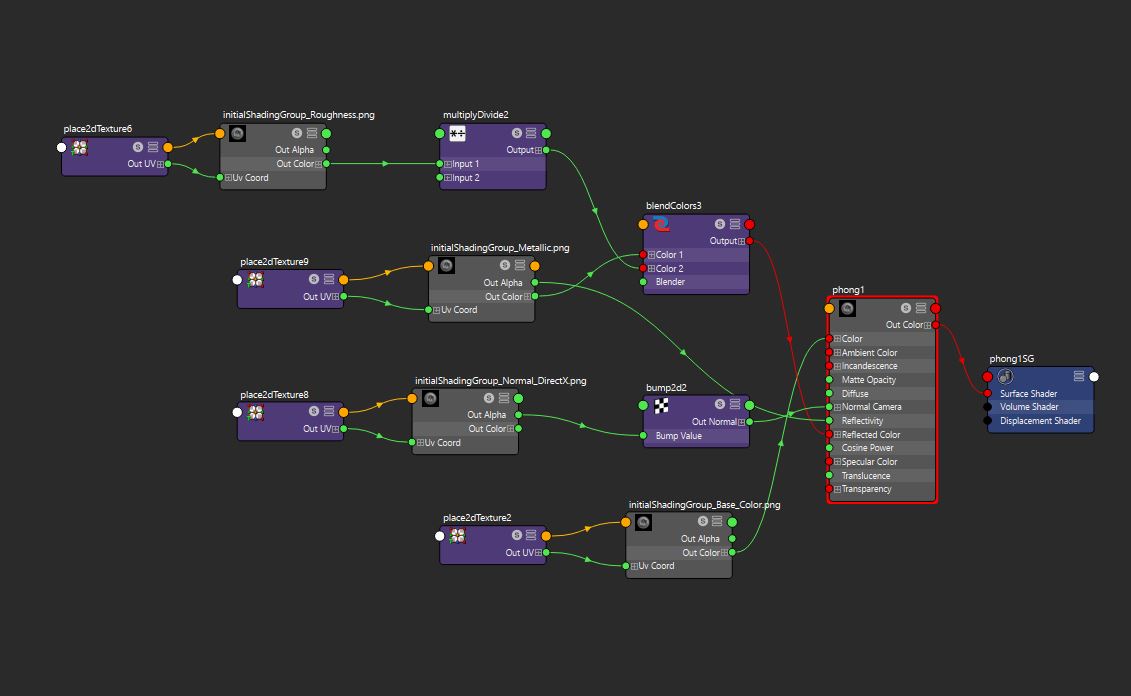 initialShadingGroup_Roughness.png
multiplyDivide2
place2dTexture6
Out UV
Out Alpha
Out Color
Uv Coord
Output
Input 1
Input 2
blendColors3
Output
Color 1
Color 2
Blender
initialShadingGroup_Metallic.png
place2dTexture9
Out UV
Out Alpha
Out Color
Uv Coord
phong1
Out Color
Color
Ambient Color
Incandescence
Matte Opacity
Diffuse
Normal Camera
Reflectivity
Reflected Color
Cosine Power
Specular Color
Translucence
Transparency
phong1SG
Surface Shader
Volume Shader
Displacement Shader
initialShadingGroup_Normal_DirectX.png
place2dTexture8
Out UV
Out Alpha
Out Color
Uv Coord
bump2d2
Out Normal
Bump Value
initialShadingGroup_Base_Color.png
place2dTexture2
Out UV
Out Alpha
Out Color
Uv Coord